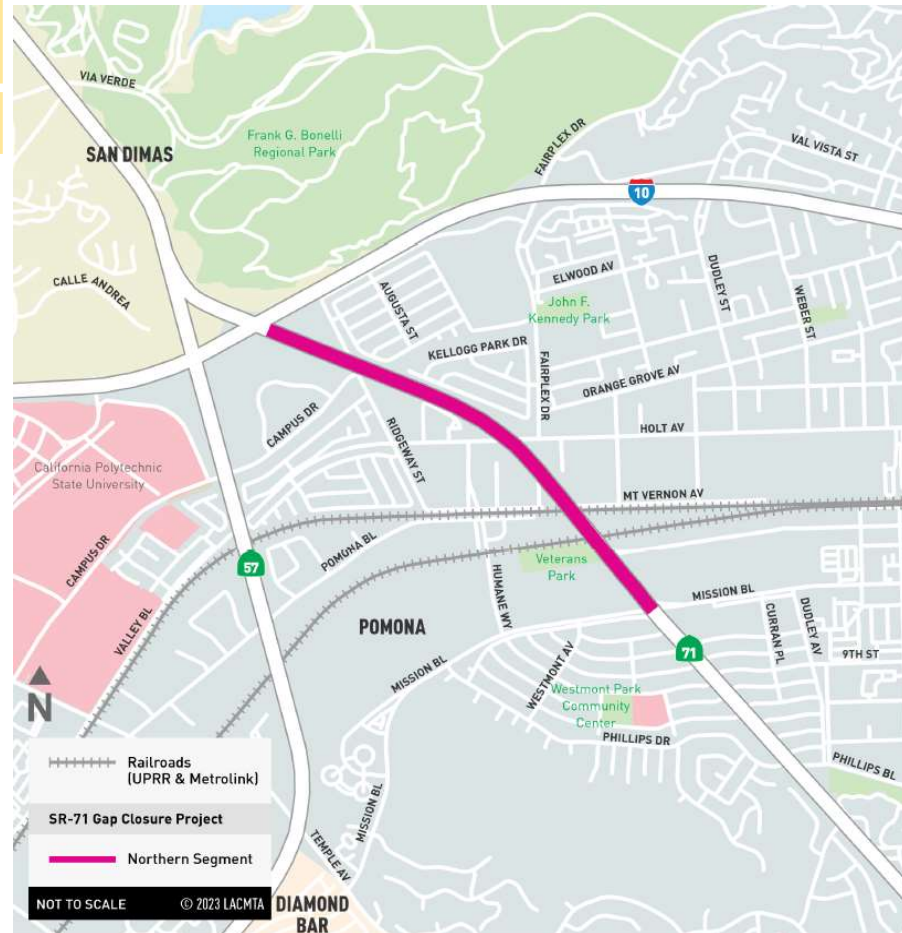 VIA VERDE
SAN DIMAS
Frank G. Bonelli
Regional Park
FAIRPLEX DR
VAL VISTA ST
10
CALLE ANDREA
AUGUSTA ST
ELWOOD AV
John F.
Kennedy Park
DUDLEY ST
WEBER ST
KELLOGG PARK DR
FAIRPLEX DR
ORANGE GROVE AV
CAMPUS DR
RIDGEWAY ST
HOLT AV
California Polytechnic
State University
MT VERNON AV
CAMPUS DR
57
POMONA BL
Veterans
Park
VALLEY BL
HUMANE WY
MISSION BL
POMONA
CURRAN PL
DUDLEY AV
9TH ST
71
MISSION BL
WESTMONT AV
Westmont Park
Community
Center
PHILLIPS DR
PHILLIPS BL
N
MISSION BL
TEMPLE AV
DIAMOND
BAR
Railroads
(UPRR & Metrolink)
SR-71 Gap Closure Project
Northern Segment
NOT TO SCALE
© 2023 LACMTA